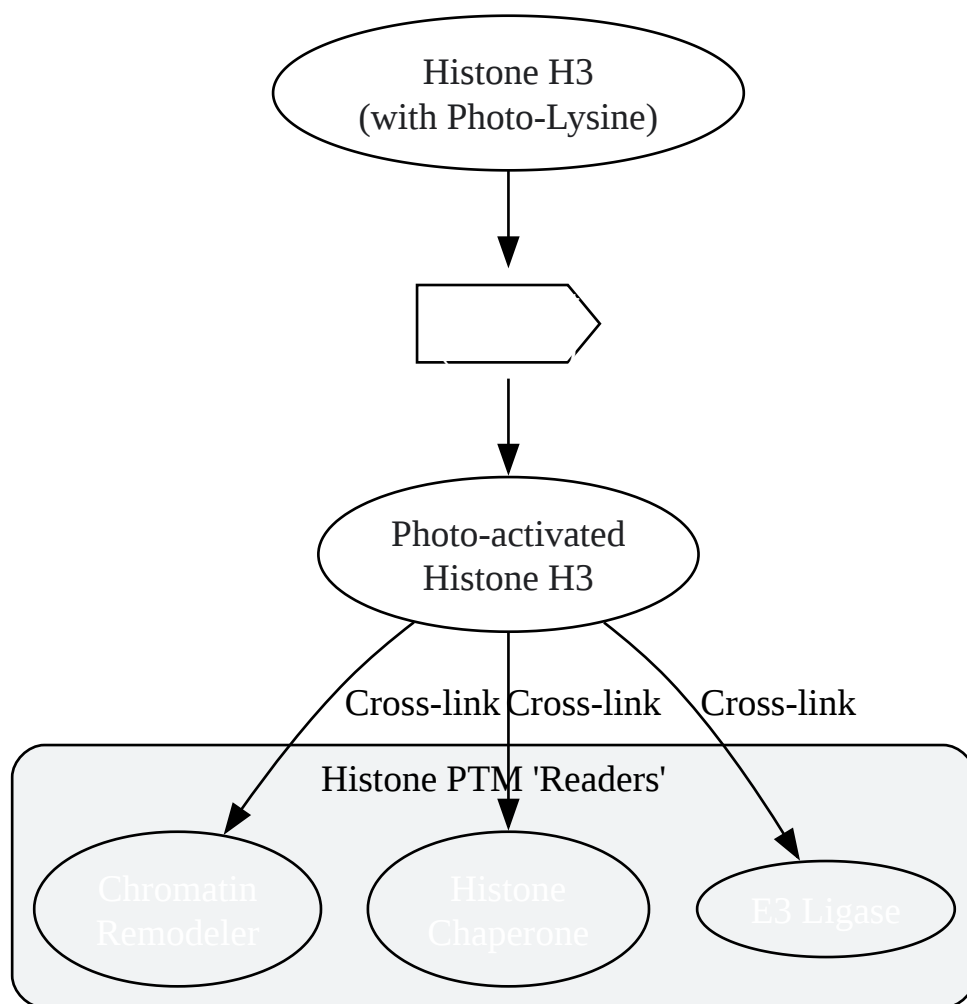 Histone H3
(with Photo-Lysine)
Photo-activated
Histone H3
Cross-link
Cross-link
Cross-link
Histone PTM 'Readers'
Chromatin
Remodeler
Histone
Chaperone
E3 Ligase